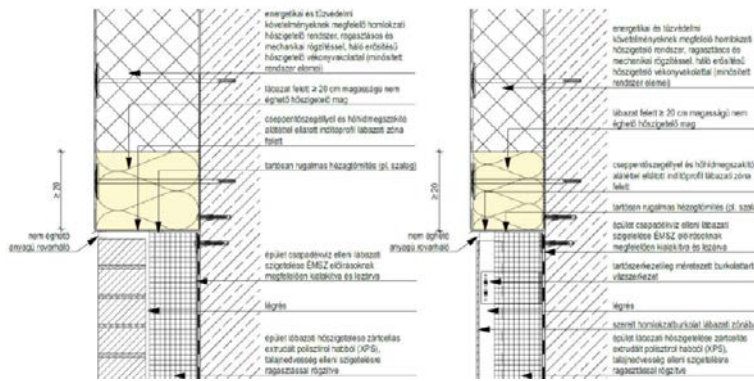 energetikai és tűzvédelmi
követelményeknek megfelelő homlokzati
hőszigetelő rendszer, ragasztásos és
mechanikai rögzítéssel, háló erősítésű
hőszigetelő vékonyvakolattal (minősített
rendszer elemei)
lábazat felett ≥ 20 cm magasságú nem
éghető hőszigetelő mag
cseppentőszegéllyel és hőhídmegszakító
alátéttel ellátott indítóprofil lábazati zóna
felett
tartósan rugalmas hézagtömítés (pl. szalag)
≥ 20
nem éghető
anyagú rovarháló
épület csapadékvíz elleni lábazati
szigetelése ÉMSZ előírásoknak
megfelelően kialakítva és lezárva
légrés
épület lábazati hőszigetelése zártcellás
extrudált polisztirol habból (XPS),
talajnedvesség elleni szigetelésre
ragasztással rögzítve
energetikai és tűzvédelmi
követelményeknek megfelelő homlokzati
hőszigetelő rendszer, ragasztásos és
mechanikai rögzítéssel, háló erősítésű
hőszigetelő vékonyvakolattal (minősített
rendszer elemei)
lábazat felett ≥ 20 cm magasságú nem
éghető hőszigetelő mag
cseppentőszegéllyel és hőhídmegszakító
alátéttel ellátott indítóprofil lábazati zóna
felett
tartósan rugalmas hézagtömítés (pl. szala
≥ 20
nem éghető
anyagú rovarháló
épület csapadékvíz elleni lábazati
szigetelése ÉMSZ előírásoknak
megfelelően kialakítva és lezárva
tartószerkezetileg méretezett burkolattart
vázszerkezet
légrés
szerelt homlokzatburkolat lábazati zónáb
épület lábazati hőszigetelése zártcellás
extrudált polisztirol habból (XPS),
talajnedvesség elleni szigetelésre
ragasztással rögzítve